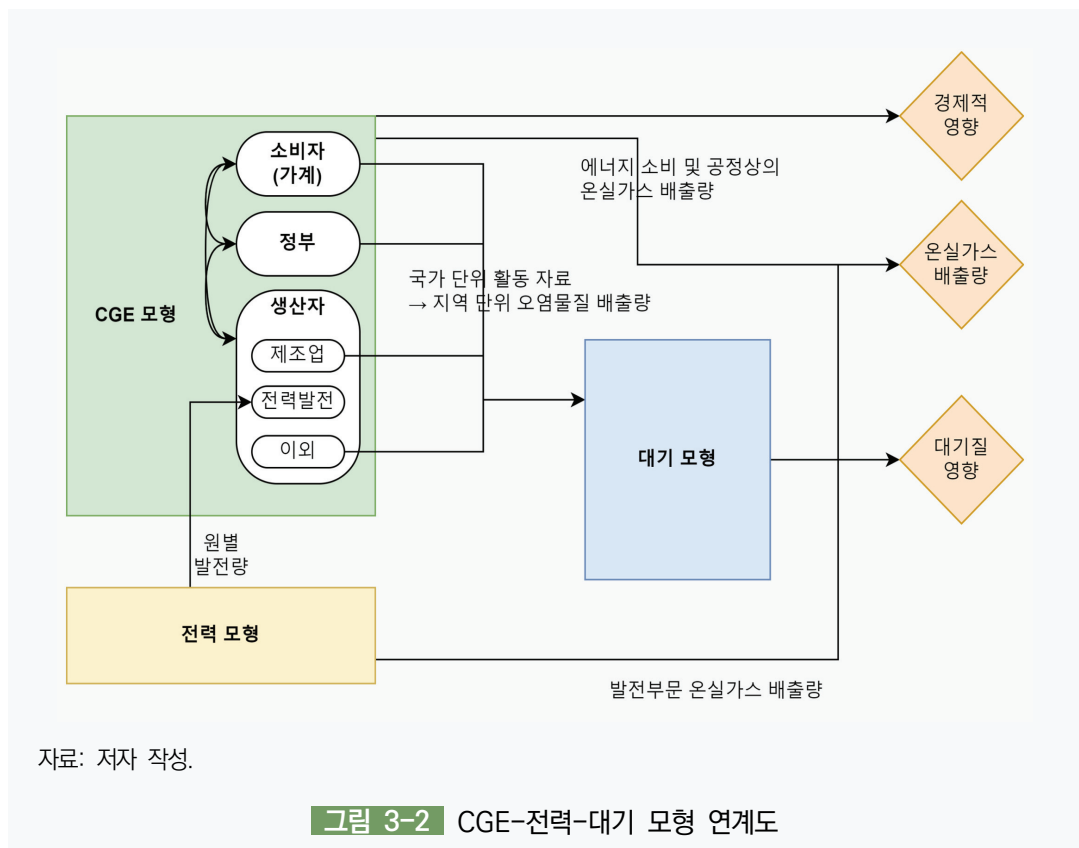 경제적
영향
소비자
(가계)
에너지 소비 및 공정상의
온실가스 배출량
정부
온실가스
배출량
국가 단위 활동 자료
→ 지역 단위 오염물질 배출량
CGE 모형
생산자
제조업
전력발전
이외
대기 모형
대기질
영향
원별
발전량
전력 모형
발전부문 온실가스 배출량
자료: 저자 작성.
그림 3-2 CGE-전력-대기 모형 연계도